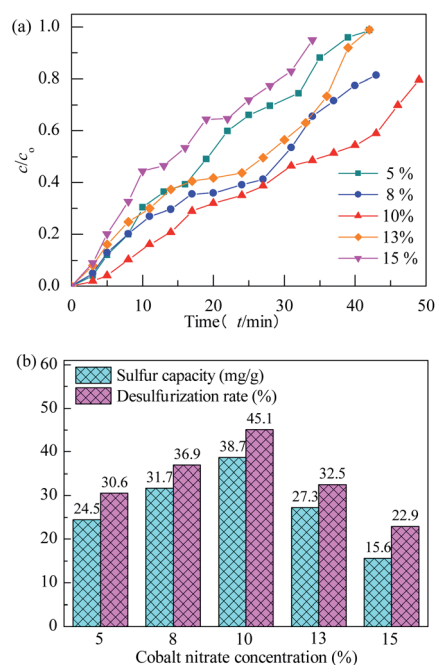 (a)
1.0
0.8
0.6
0.4
0.2
0.0
c/c₀
5 %
8 %
10%
13%
15 %
0 10 20 30 40 50
Time( t/min)
(b)
60
50
40
30
20
10
0
Sulfur capacity (mg/g)
Desulfurization rate (%)
24.5 30.6 31.7 36.9 38.7 45.1 27.3 32.5 15.6 22.9
5 8 10 13 15
Cobalt nitrate concentration (%)